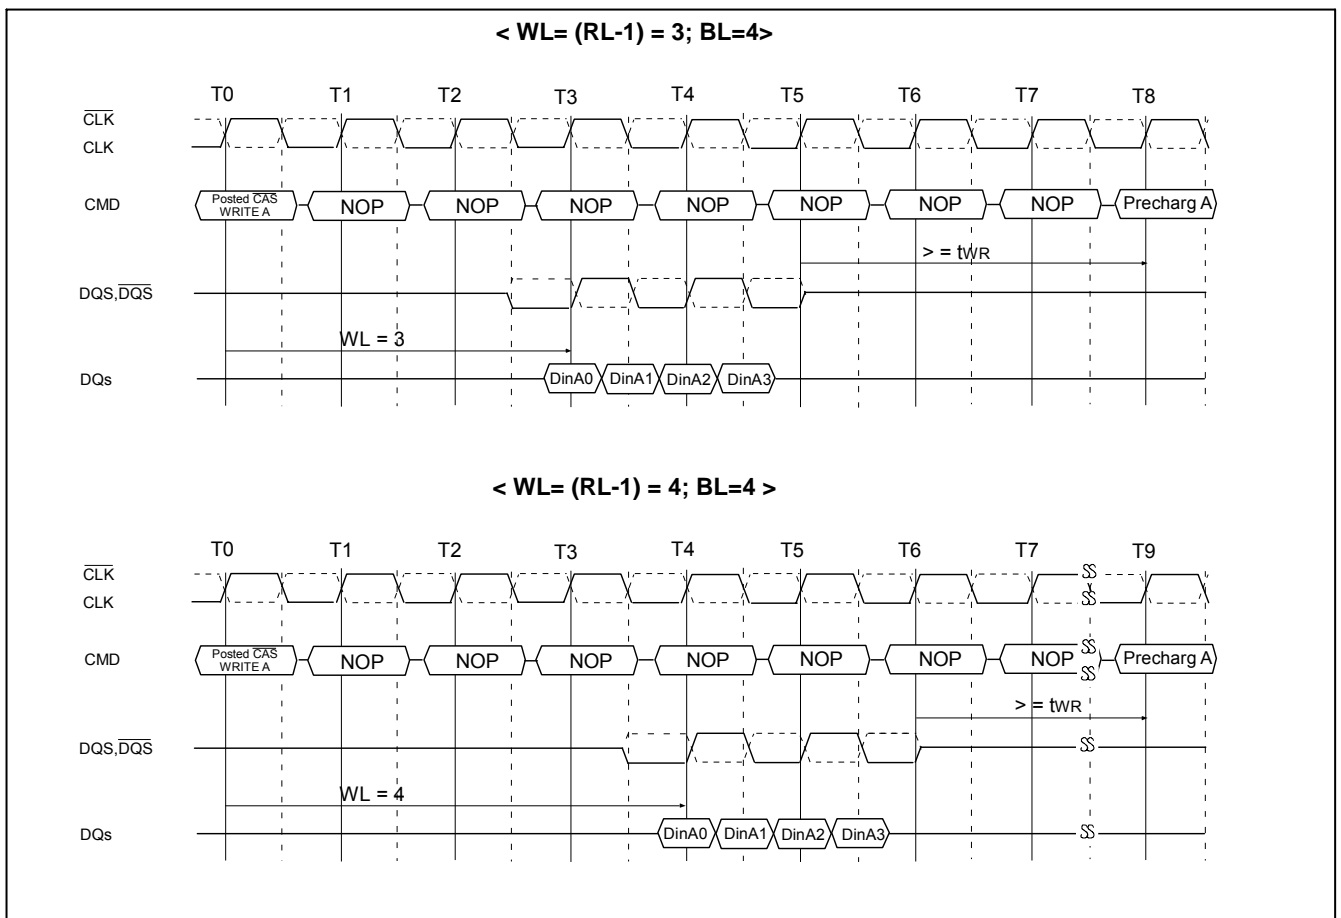 < WL= (RL-1) = 3; BL=4>
T0 T1 T2 T3 T4 T5 T6 T7 T8
CLK
CLK
CMD Posted CAS WRITE A NOP NOP NOP NOP NOP NOP NOP Precharg A
> = tWR
DQS,DQS
WL = 3
DQs DinA0 DinA1 DinA2 DinA3
< WL= (RL-1) = 4; BL=4 >
T0 T1 T2 T3 T4 T5 T6 T7 T9
CLK
CLK
CMD Posted CAS WRITE A NOP NOP NOP NOP NOP NOP NOP Precharg A
> = tWR
DQS,DQS
WL = 4
DQs DinA0 DinA1 DinA2 DinA3